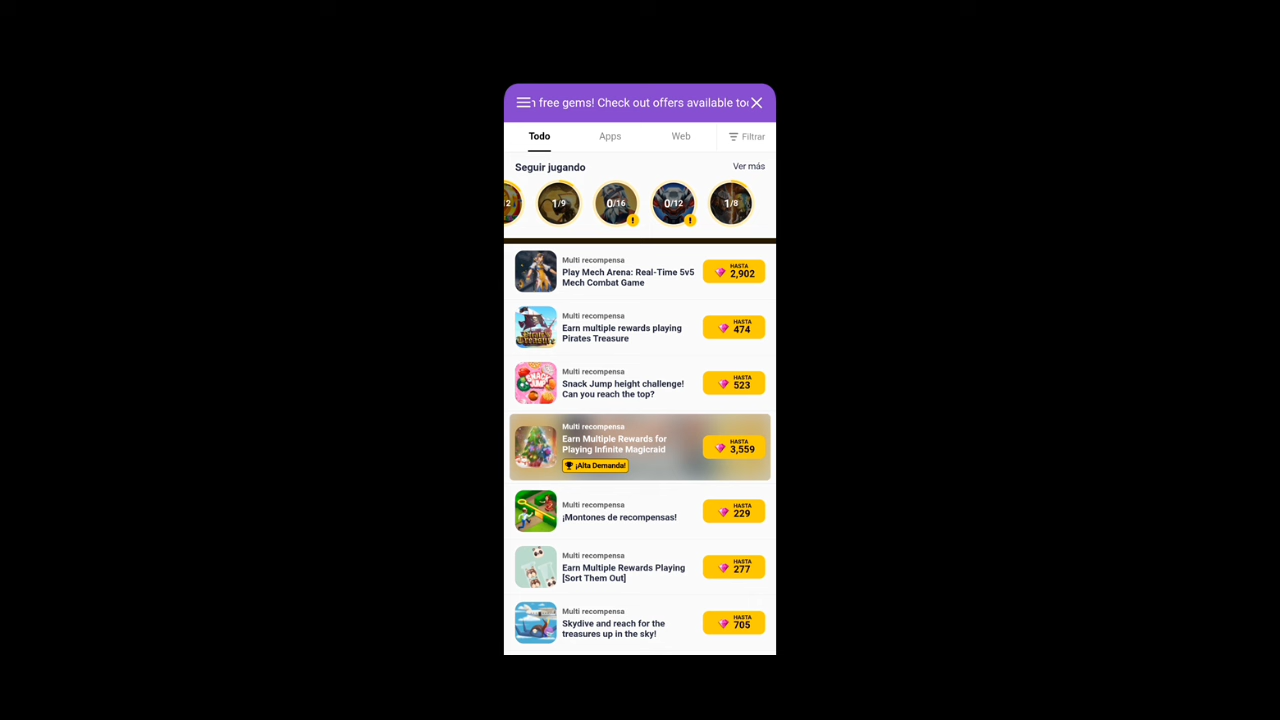 free gems! Check out offers available
Todo
Apps
Web
Filtrar
Seguir jugando
Ver más
1/9
0/16
!
0/12
!
1/8
Multi recompensa
Play Mech Arena: Real-Time 5v5
Mech Combat Game
HASTA
2,902
Multi recompensa
Earn multiple rewards playing
Pirates Treasure
HASTA
474
Multi recompensa
Snack Jump height challenge!
Can you reach the top?
HASTA
523
Multi recompensa
Earn Multiple Rewards for
Playing Infinite Magicraid
¡Alta Demanda!
HASTA
3,559
Multi recompensa
¡Montones de recompensas!
HASTA
229
Multi recompensa
Earn Multiple Rewards Playing
[Sort Them Out]
HASTA
277
Multi recompensa
Skydive and reach for the
treasures up in the sky!
HASTA
705